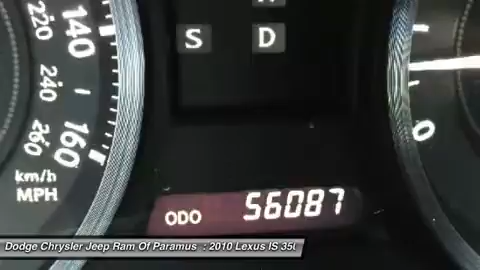 220
140
240
160
260
km/h
MPH
S
D
0
ODO 56087
Dodge Chrysler Jeep Ram Of Paramus : 2010 Lexus IS 350